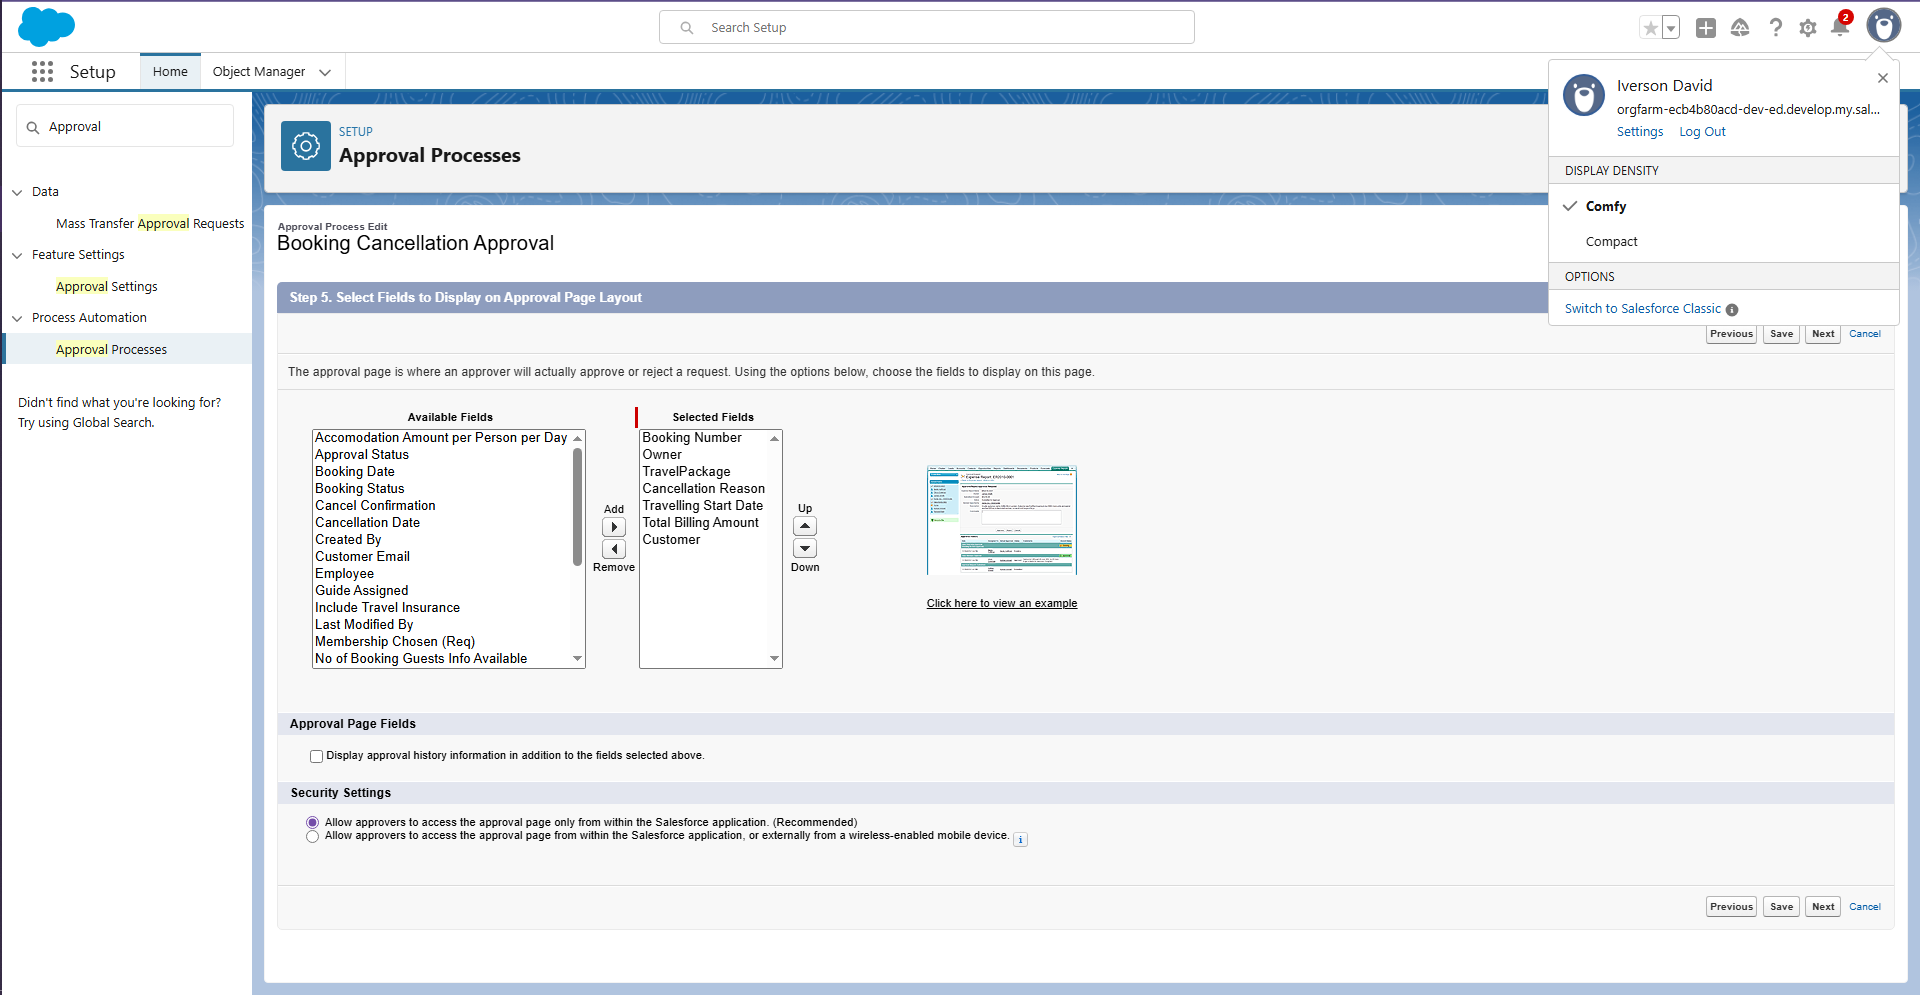 Search Setup
2
Setup
Home
Object Manager
Iverson David
orgfarm-ecb4b80acd-dev-ed.develop.my.sal...
Settings
Log Out
DISPLAY DENSITY
Comfy
Compact
OPTIONS
Switch to Salesforce Classic
Approval
Data
Mass Transfer Approval Requests
Feature Settings
Approval Settings
Process Automation
Approval Processes
Didn't find what you're looking for?
Try using Global Search.
SETUP
Approval Processes
Approval Process Edit
Booking Cancellation Approval
Step 5. Select Fields to Display on Approval Page Layout
Previous
Save
Next
Cancel
The approval page is where an approver will actually approve or reject a request. Using the options below, choose the fields to display on this page.
Available Fields
Accomodation Amount per Person per Day
Approval Status
Booking Date
Booking Status
Cancel Confirmation
Cancellation Date
Created By
Customer Email
Employee
Guide Assigned
Include Travel Insurance
Last Modified By
Membership Chosen (Req)
No of Booking Guests Info Available
Add
Remove
Selected Fields
Booking Number
Owner
TravelPackage
Cancellation Reason
Travelling Start Date
Total Billing Amount
Customer
Up
Down
Click here to view an example
Approval Page Fields
Display approval history information in addition to the fields selected above.
Security Settings
Allow approvers to access the approval page only from within the Salesforce application. (Recommended)
Allow approvers to access the approval page from within the Salesforce application, or externally from a wireless-enabled mobile device.
Previous
Save
Next
Cancel